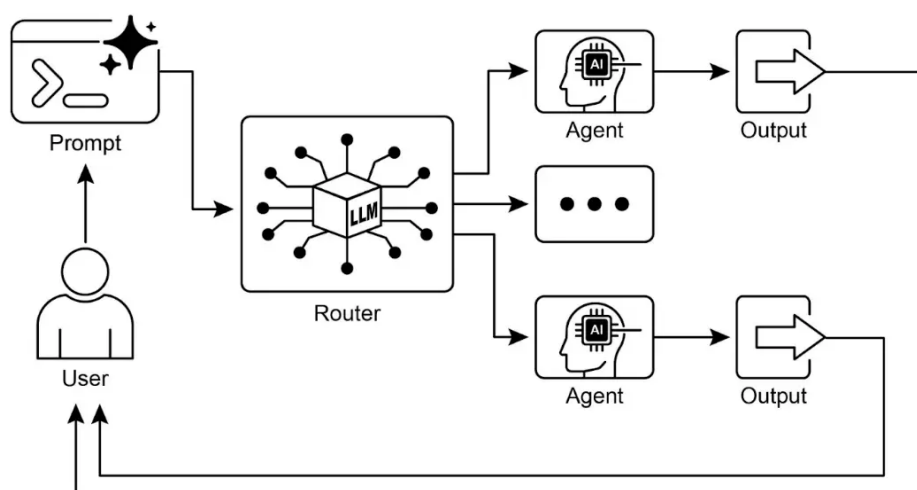 Prompt
User
LLM
Router
AI
Agent
Output
AI
Agent
Output